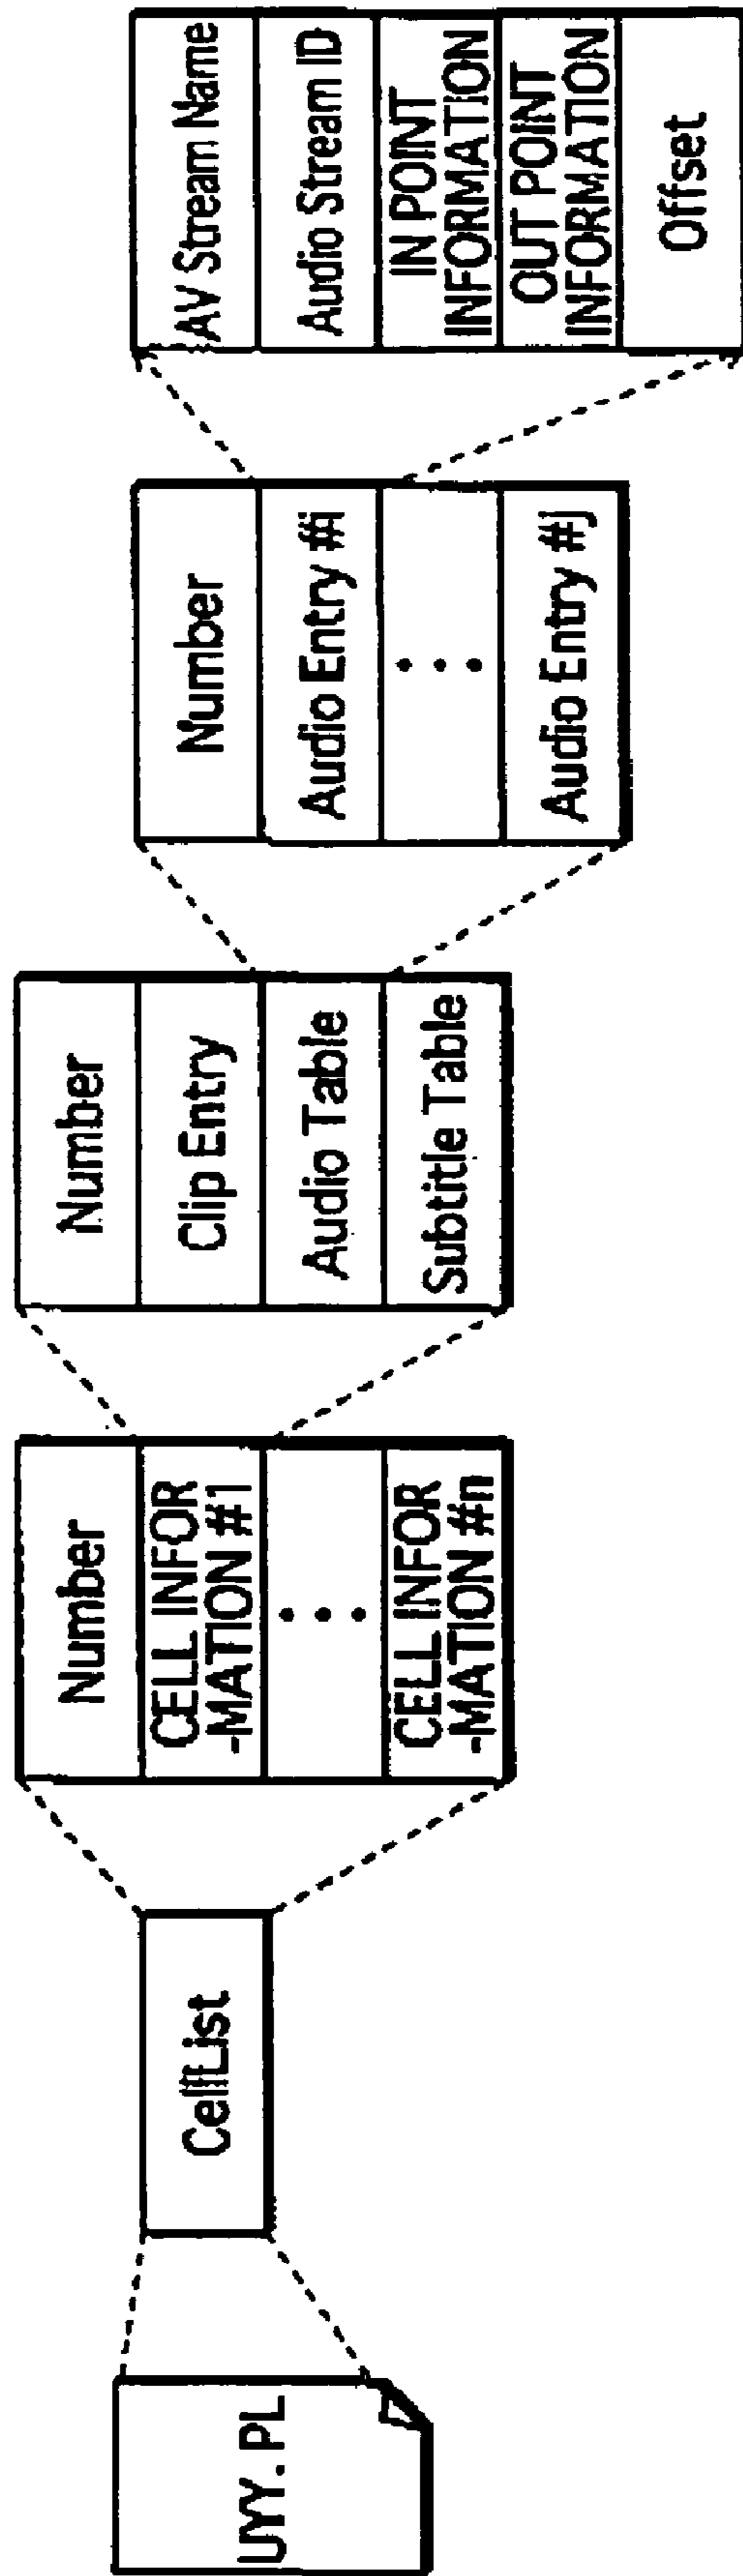 UYY. PL
CellList
Number
CELL INFOR
-MATION #1
CELL INFOR
-MATION #n
Number
Clip Entry
Audio Table
Subtitle Table
Number
Audio Entry #i
Audio Entry #j
AV Stream Name
Audio Stream ID
IN POINT
INFORMATION
OUT POINT
INFORMATION
Offset